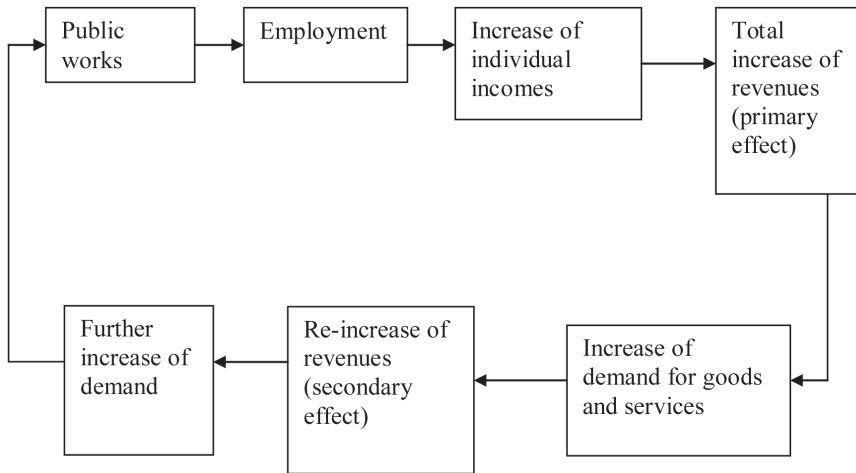 Public
works
Employment
Increase of
individual
incomes
Total
increase of
revenues
(primary
effect)
Further
increase of
demand
Re-increase of
revenues
(secondary
effect)
Increase of
demand for goods
and services